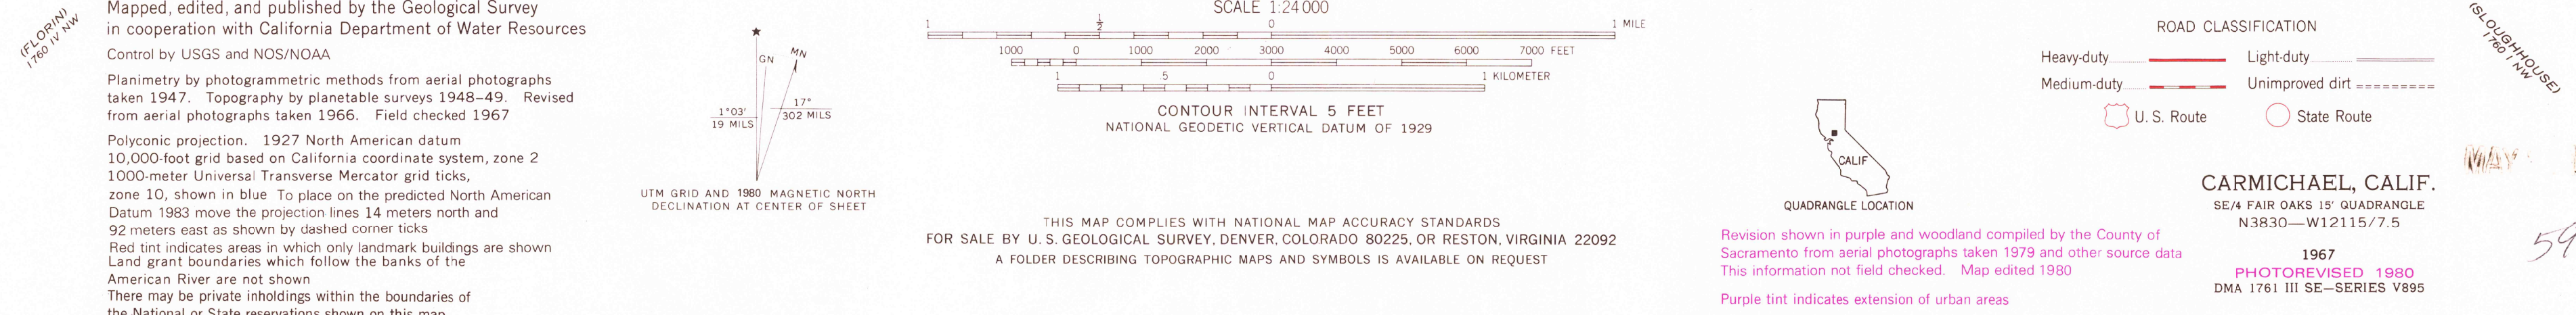 (FLORIN)
1760 IV NW
Mapped, edited, and published by the Geological Survey
in cooperation with California Department of Water Resources
Control by USGS and NOS/NOAA
Planimetry by photogrammetric methods from aerial photographs
taken 1947. Topography by planetable surveys 1948–49. Revised
from aerial photographs taken 1966. Field checked 1967
Polyconic projection. 1927 North American datum
10,000-foot grid based on California coordinate system, zone 2
1000-meter Universal Transverse Mercator grid ticks,
zone 10, shown in blue To place on the predicted North American
Datum 1983 move the projection lines 14 meters north and
92 meters east as shown by dashed corner ticks
Red tint indicates areas in which only landmark buildings are shown
Land grant boundaries which follow the banks of the
American River are not shown
There may be private inholdings within the boundaries of
the National or State reservations shown on this map
GN
MN
1°03'
19 MILS
17°
302 MILS
UTM GRID AND 1980 MAGNETIC NORTH
DECLINATION AT CENTER OF SHEET
SCALE 1:24 000
1 ½ 0 1 MILE
1000 0 1000 2000 3000 4000 5000 6000 7000 FEET
1 .5 0 1 KILOMETER
CONTOUR INTERVAL 5 FEET
NATIONAL GEODETIC VERTICAL DATUM OF 1929
THIS MAP COMPLIES WITH NATIONAL MAP ACCURACY STANDARDS
FOR SALE BY U. S. GEOLOGICAL SURVEY, DENVER, COLORADO 80225, OR RESTON, VIRGINIA 22092
A FOLDER DESCRIBING TOPOGRAPHIC MAPS AND SYMBOLS IS AVAILABLE ON REQUEST
CALIF
QUADRANGLE LOCATION
Revision shown in purple and woodland compiled by the County of
Sacramento from aerial photographs taken 1979 and other source data
This information not field checked. Map edited 1980
Purple tint indicates extension of urban areas
ROAD CLASSIFICATION
Heavy-duty Light-duty
Medium-duty Unimproved dirt
U. S. Route State Route
CARMICHAEL, CALIF.
SE/4 FAIR OAKS 15' QUADRANGLE
N3830—W12115/7.5
1967
PHOTOREVISED 1980
DMA 1761 III SE—SERIES V895
(SLOUGHHOUSE)
1760 I NW
MAY
59